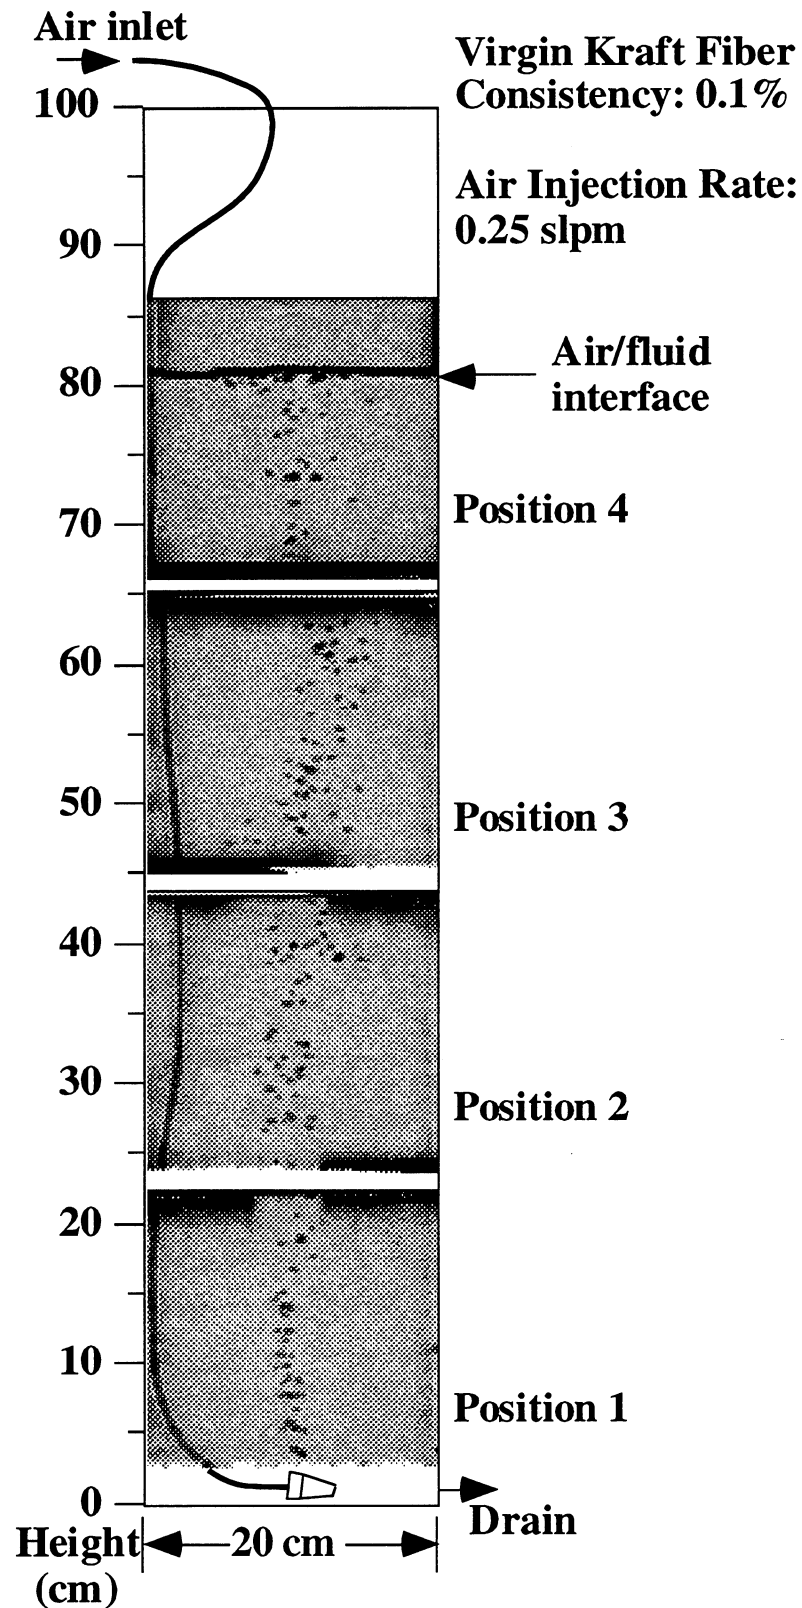 Air inlet
Virgin Kraft Fiber
Consistency: 0.1%
100
Air Injection Rate:
0.25 slpm
90
Air/fluid
interface
80
70
Position 4
60
50
Position 3
40
30
Position 2
20
10
Position 1
0
Drain
Height
20 cm
(cm)